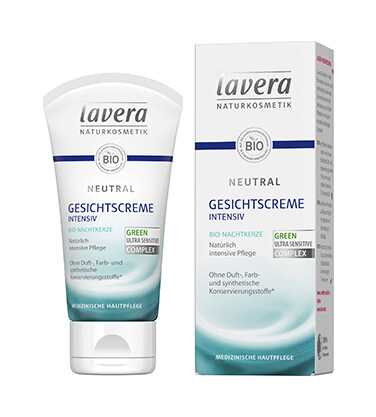 lavera
NATURKOSMETIK
BIO
NEUTRAL
GESICHTSCREME
INTENSIV
BIO-NACHTKERZE
Natürlich
intensive Pflege
GREEN
ULTRA SENSITIVE
COMPLEX
Ohne Duft-, Farb- und
synthetische
Konservierungsstoffe*
MEDIZINISCHE HAUTPFLEGE
lavera
NATURKOSMETIK
BIO
NEUTRAL
GESICHTSCREME
INTENSIV
BIO-NACHTKERZE
Natürlich
intensive Pflege
GREEN
ULTRA SENSITIVE
COMPLEX
Ohne Duft-, Farb-
und synthetische
Konservierungsstoffe*
MEDIZINISCHE HAUTPFLEGE